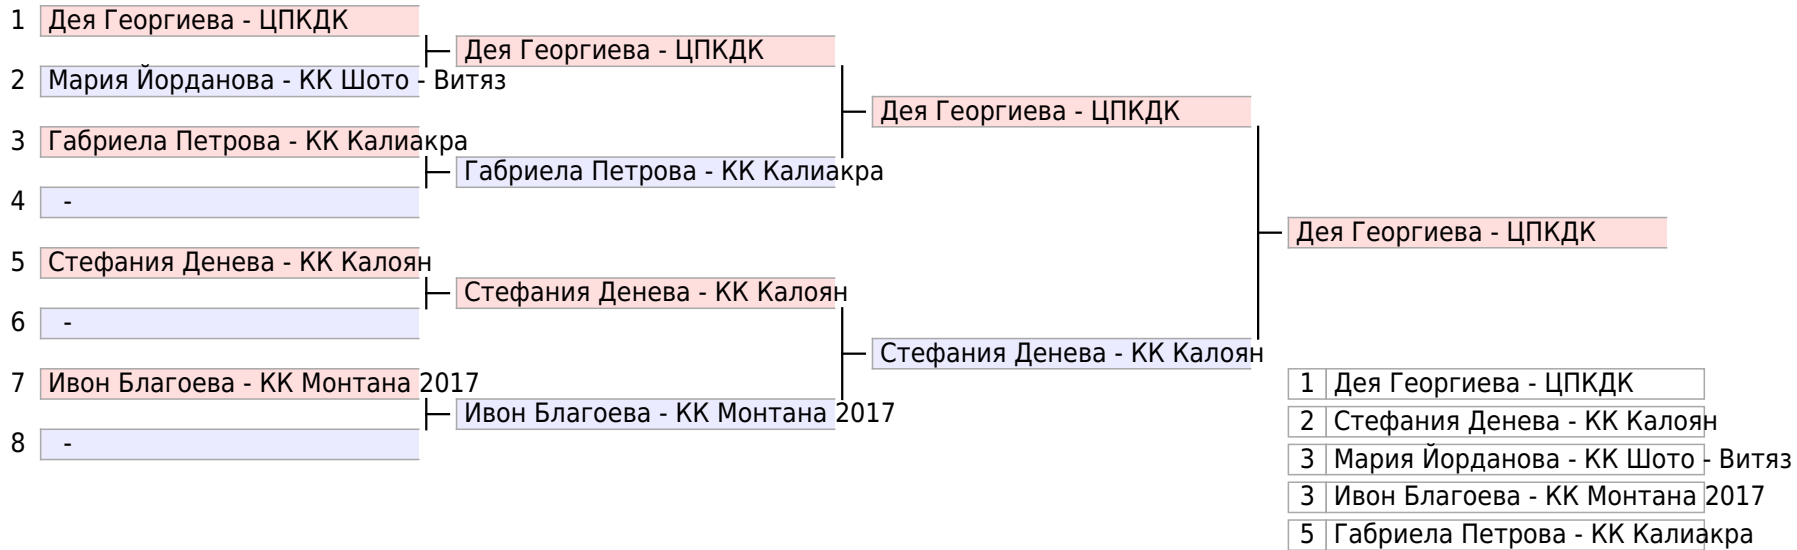 1 Дея Георгиева - ЦПКДК
Дея Георгиева - ЦПКДК
2 Мария Йорданова - КК Шото - Витяз
Дея Георгиева - ЦПКДК
3 Габриела Петрова - КК Калиакра
Габриела Петрова - КК Калиакра
4 -
Дея Георгиева - ЦПКДК
5 Стефания Денева - КК Калоян
Стефания Денева - КК Калоян
6 -
Стефания Денева - КК Калоян
7 Ивон Благоева - КК Монтана 2017
Ивон Благоева - КК Монтана 2017
8 -
1 Дея Георгиева - ЦПКДК
2 Стефания Денева - КК Калоян
3 Мария Йорданова - КК Шото - Витяз
3 Ивон Благоева - КК Монтана 2017
5 Габриела Петрова - КК Калиакра